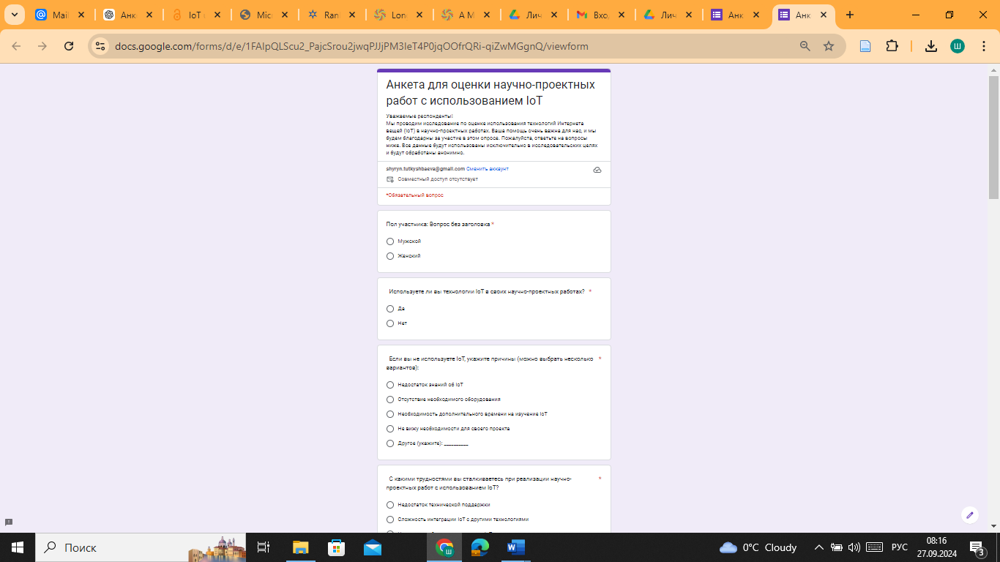 Mail
Анк
IoT
Micr
Ran
Lon
A M
Лич
Вхо
Лич
Анк
Анк
docs.google.com/forms/d/e/1FAIpQLScu2_PajcSrou2jwqPJJjPM3IeT4P0jqOOfrQRi-qiZwMGgnQ/viewform
Ш
Анкета для оценки научно-проектных
работ с использованием IoT
Уважаемые респонденты!
Мы проводим исследование по оценке использования технологий Интернета
вещей (IoT) в научно-проектных работах. Ваша помощь очень важна для нас, и мы
будем благодарны за участие в этом опросе. Пожалуйста, ответьте на вопросы
ниже. Все данные будут использованы исключительно в исследовательских целях
и будут обработаны анонимно.
shyryn.tutkyshbaeva@gmail.com Сменить аккаунт
Совместный доступ отсутствует
*Обязательный вопрос
Пол участника: Вопрос без заголовка *
Мужской
Женский
Используете ли вы технологии IoT в своих научно-проектных работах? *
Да
Нет
Если вы не используете IoT, укажите причины (можно выбрать несколько *
вариантов):
Недостаток знаний об IoT
Отсутствие необходимого оборудования
Необходимость дополнительного времени на изучение IoT
Не вижу необходимости для своего проекта
Другое (укажите): __________
С какими трудностями вы сталкиваетесь при реализации научно- *
проектных работ с использованием IoT?
Недостаток технической поддержки
Сложность интеграции IoT с другими технологиями
Поиск
0°C Cloudy
РУС
08:16
27.09.2024
3